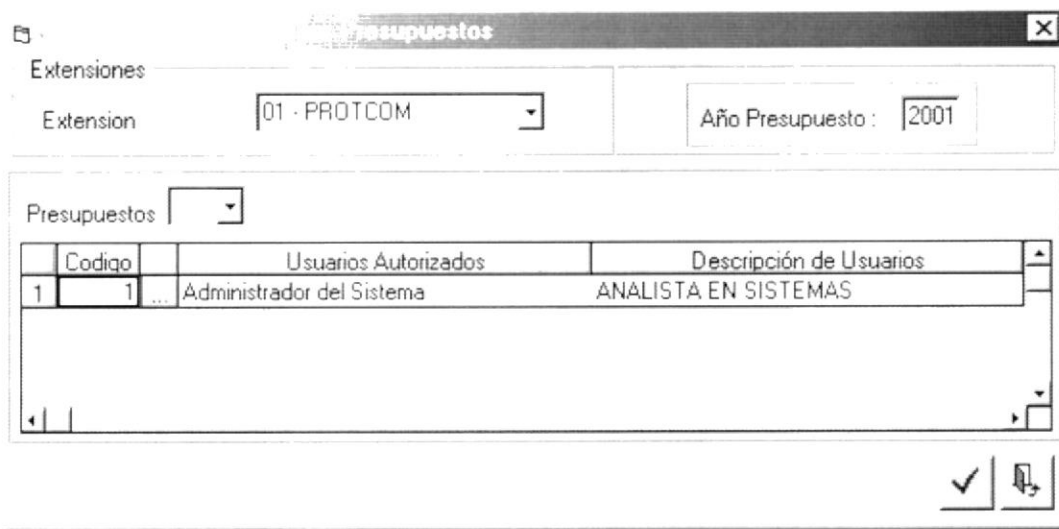 Presupuestos
Extensiones
Extension 01 - PROTCOM Año Presupuesto : 2001
Presupuestos
Codigo Usuarios Autorizados Descripción de Usuarios
1 1 ... Administrador del Sistema ANALISTA EN SISTEMAS